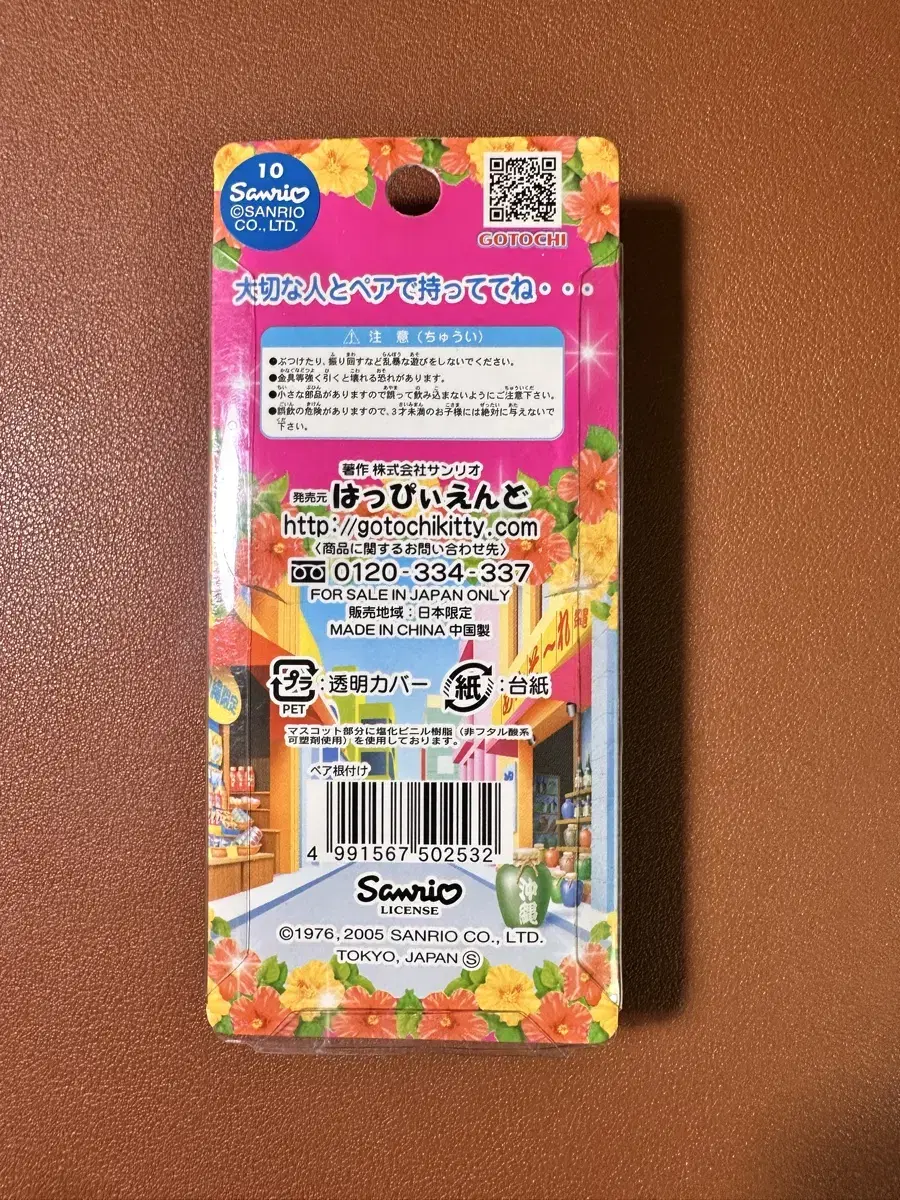 10
Sanrio
©SANRIO
CO., LTD.
GOTOCHI
大切な人とペアで持っててね・・・
注 意（ちゅうい）
●ぶつけたり、振り回すなど乱暴な遊びをしないでください。
●金具等強く引くと壊れる恐れがあります。
●小さな部品がありますので誤って飲み込まないようにご注意下さい。
●誤飲の危険がありますので、3才未満のお子様には絶対に与えないで
下さい。
著作 株式会社サンリオ
発売元 はっぴぃえんど
http://gotochikitty.com
〈商品に関するお問い合わせ先〉
0120-334-337
FOR SALE IN JAPAN ONLY
販売地域：日本限定
MADE IN CHINA 中国製
プラ：透明カバー 紙：台紙
PET
マスコット部分に塩化ビニル樹脂（非フタル酸系
可塑剤使用）を使用しております。
ペア根付け
4 991567 502532
Sanrio
LICENSE
沖縄
©1976, 2005 SANRIO CO., LTD.
TOKYO, JAPAN Ⓢ